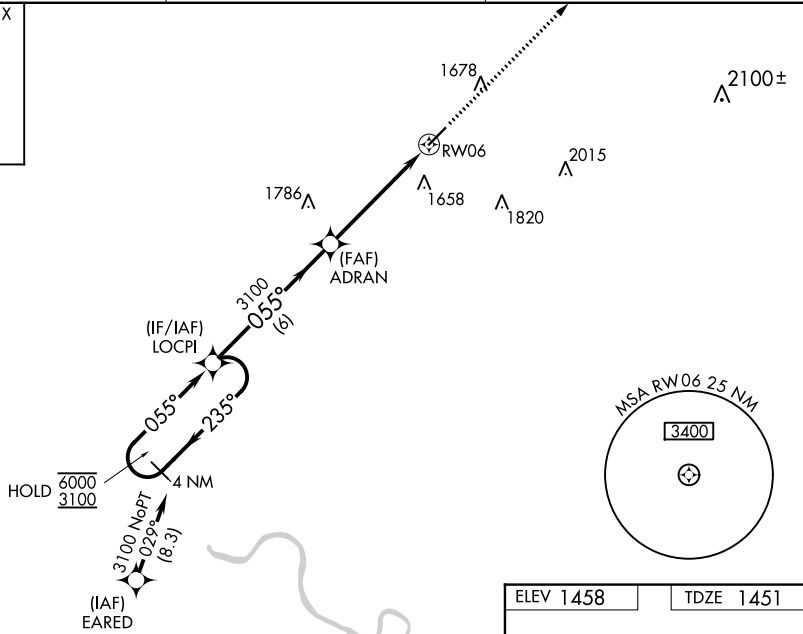 X
1678
2100±
RW06
2015
1786
1658
1820
(FAF)
ADRAN
3100
055°
(6)
(IF/IAF)
LOCPI
055°
235°
MSA RW06 25 NM
3400
HOLD
6000
3100
4 NM
3100 NoPT
029°
(8.3)
(IAF)
EARED
ELEV 1458
TDZE 1451